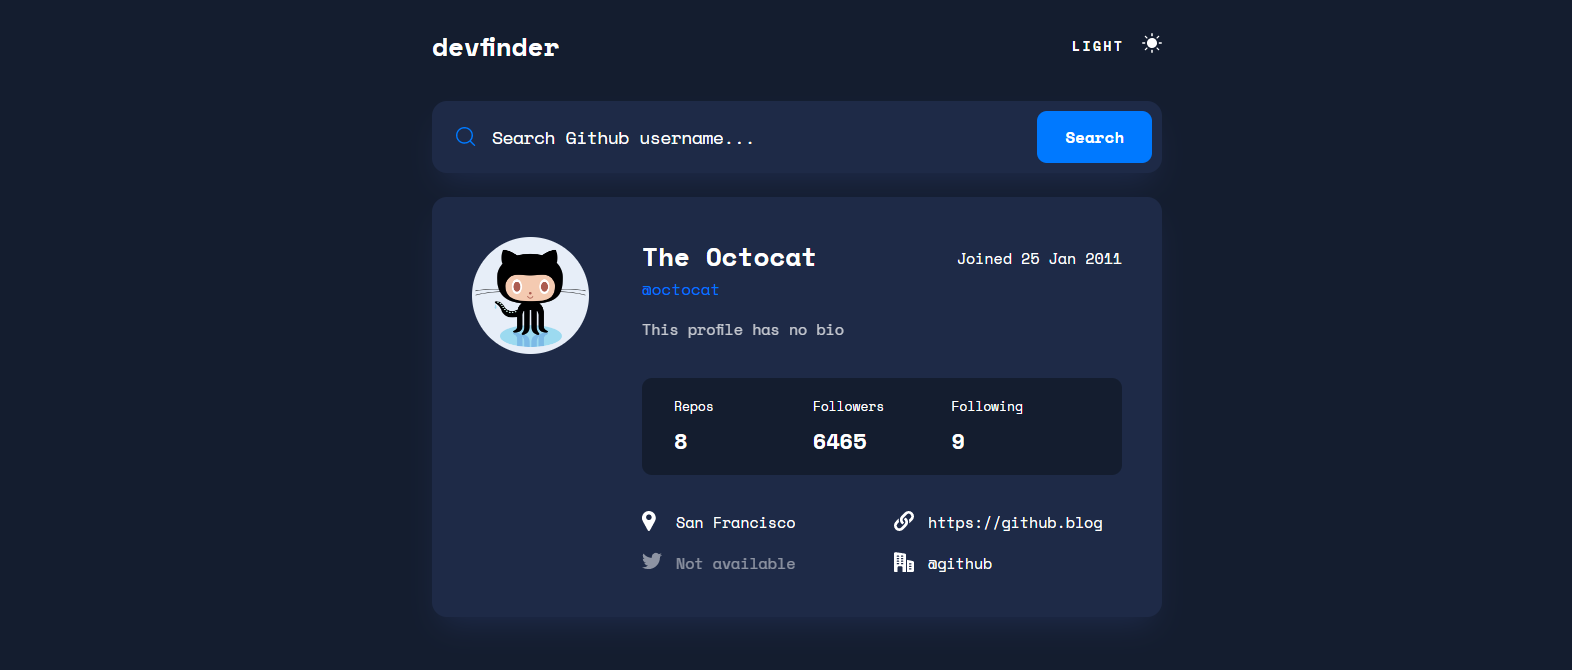 devfinder
LIGHT
Search Github username...
Search
The Octocat
Joined 25 Jan 2011
@octocat
This profile has no bio
Repos Followers Following
8 6465 9
San Francisco
https://github.blog
Not available
@github